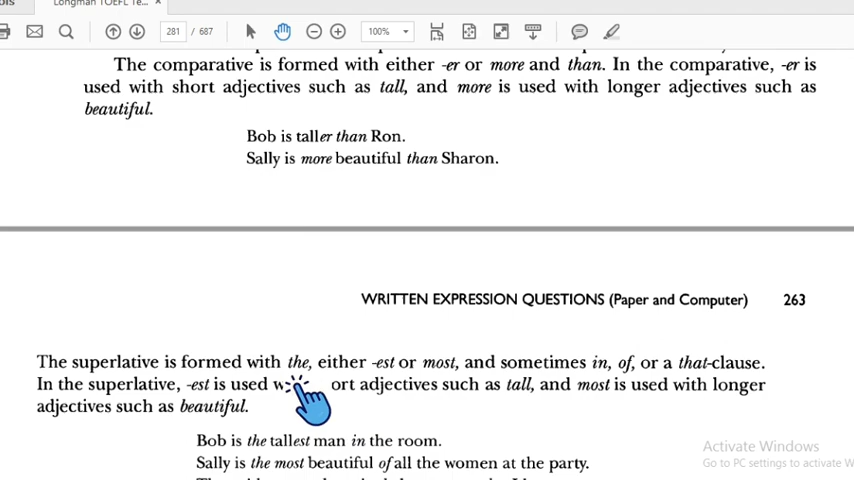 Longman TOEFL Te... ×
281 / 687
100%
The comparative is formed with either -er or more and than. In the comparative, -er is
used with short adjectives such as tall, and more is used with longer adjectives such as
beautiful.
Bob is taller than Ron.
Sally is more beautiful than Sharon.
WRITTEN EXPRESSION QUESTIONS (Paper and Computer) 263
The superlative is formed with the, either -est or most, and sometimes in, of, or a that-clause.
In the superlative, -est is used w ort adjectives such as tall, and most is used with longer
adjectives such as beautiful.
Bob is the tallest man in the room.
Sally is the most beautiful of all the women at the party.
Activate Windows
Go to PC settings to activate W